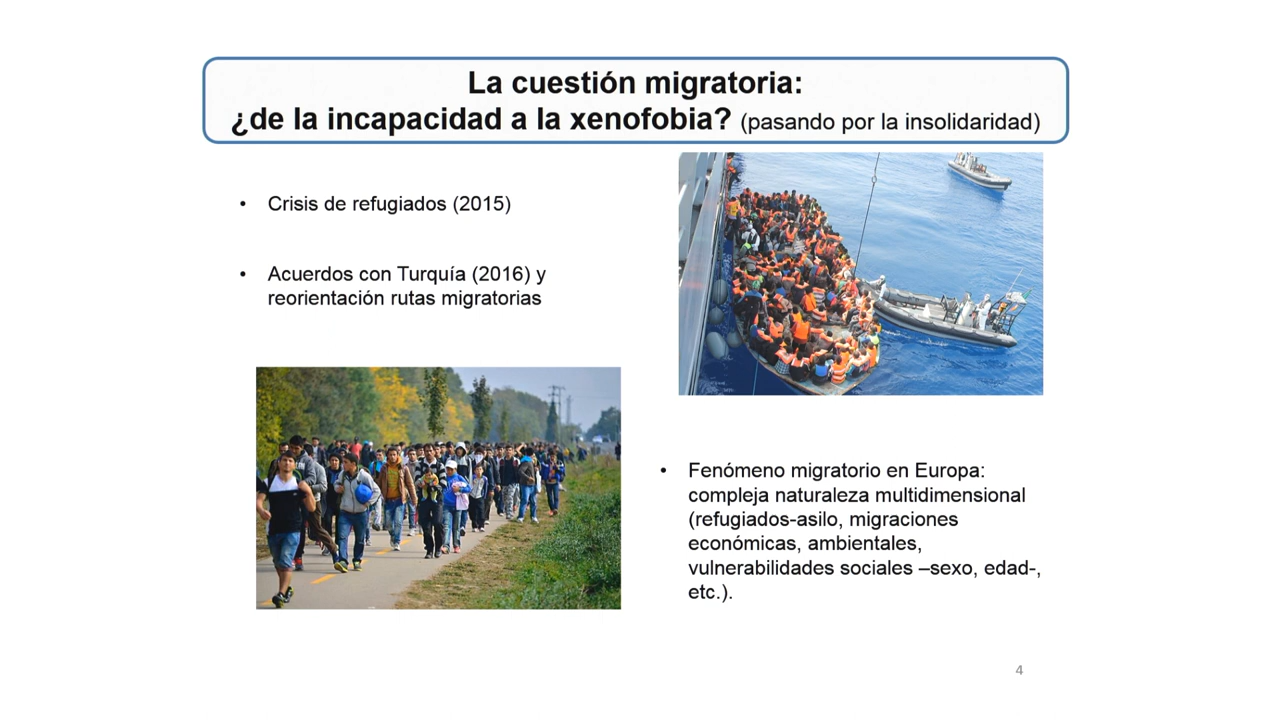 La cuestión migratoria:
¿de la incapacidad a la xenofobia? (pasando por la insolidaridad)
• Crisis de refugiados (2015)
• Acuerdos con Turquía (2016) y
reorientación rutas migratorias
• Fenómeno migratorio en Europa:
compleja naturaleza multidimensional
(refugiados-asilo, migraciones
económicas, ambientales,
vulnerabilidades sociales –sexo, edad-,
etc.).
4